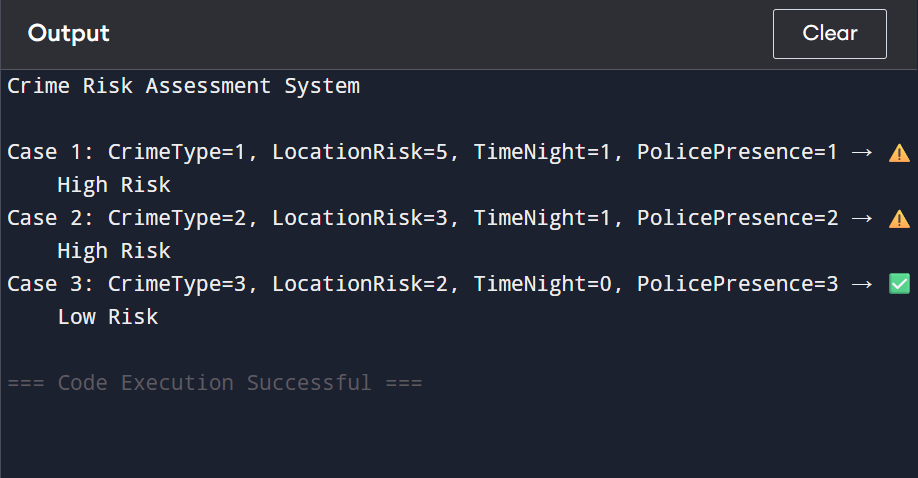 Output
Clear
Crime Risk Assessment System
Case 1: CrimeType=1, LocationRisk=5, TimeNight=1, PolicePresence=1 → ⚠️
High Risk
Case 2: CrimeType=2, LocationRisk=3, TimeNight=1, PolicePresence=2 → ⚠️
High Risk
Case 3: CrimeType=3, LocationRisk=2, TimeNight=0, PolicePresence=3 → ✅
Low Risk
=== Code Execution Successful ===